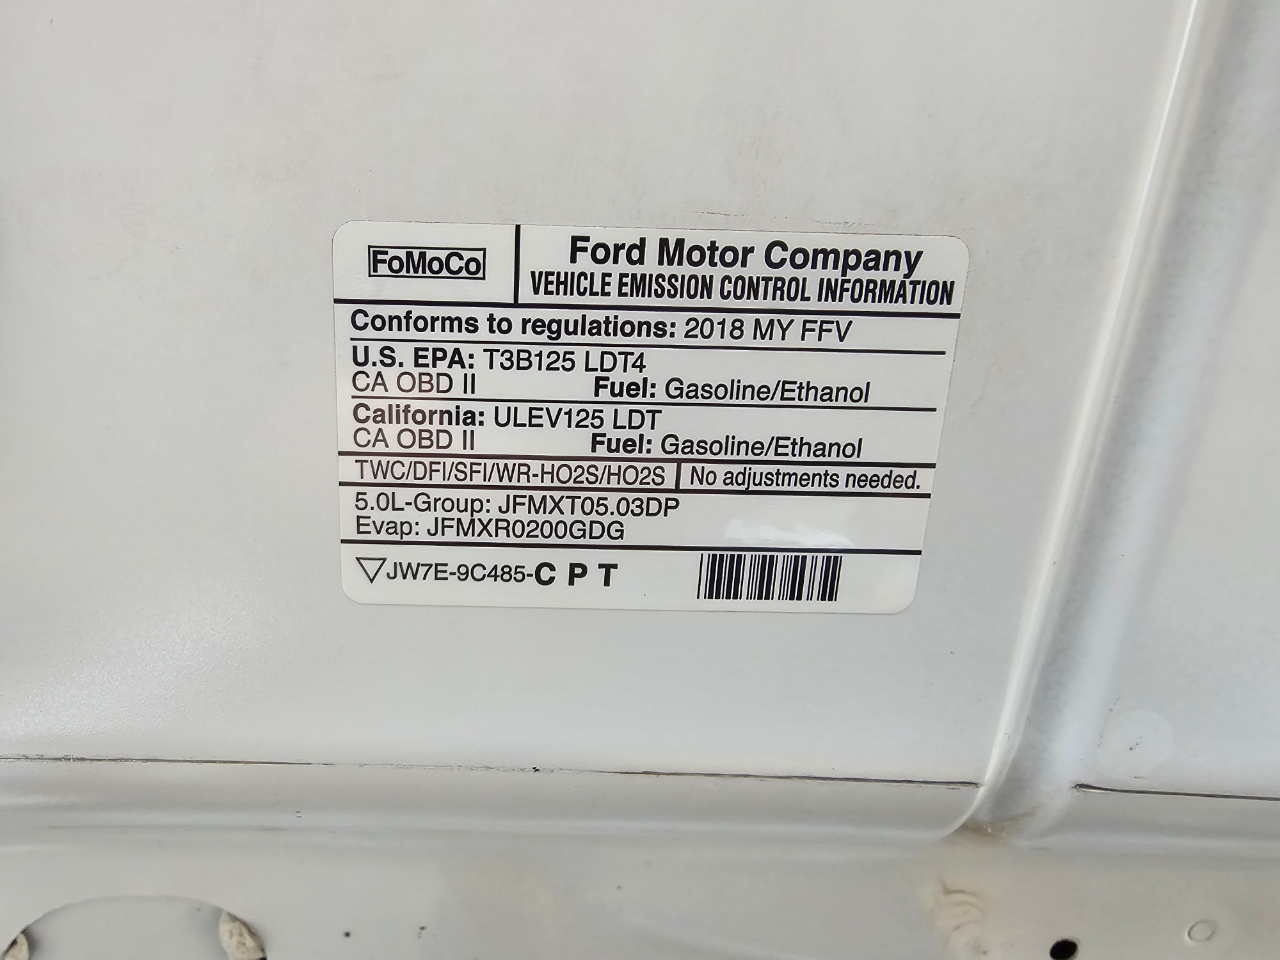 FoMoCo
Ford Motor Company
VEHICLE EMISSION CONTROL INFORMATION
Conforms to regulations: 2018 MY FFV
U.S. EPA: T3B125 LDT4
CA OBD II Fuel: Gasoline/Ethanol
California: ULEV125 LDT
CA OBD II Fuel: Gasoline/Ethanol
TWC/DFI/SFI/WR-HO2S/HO2S No adjustments needed.
5.0L-Group: JFMXT05.03DP
Evap: JFMXR0200GDG
JW7E-9C485-C P T